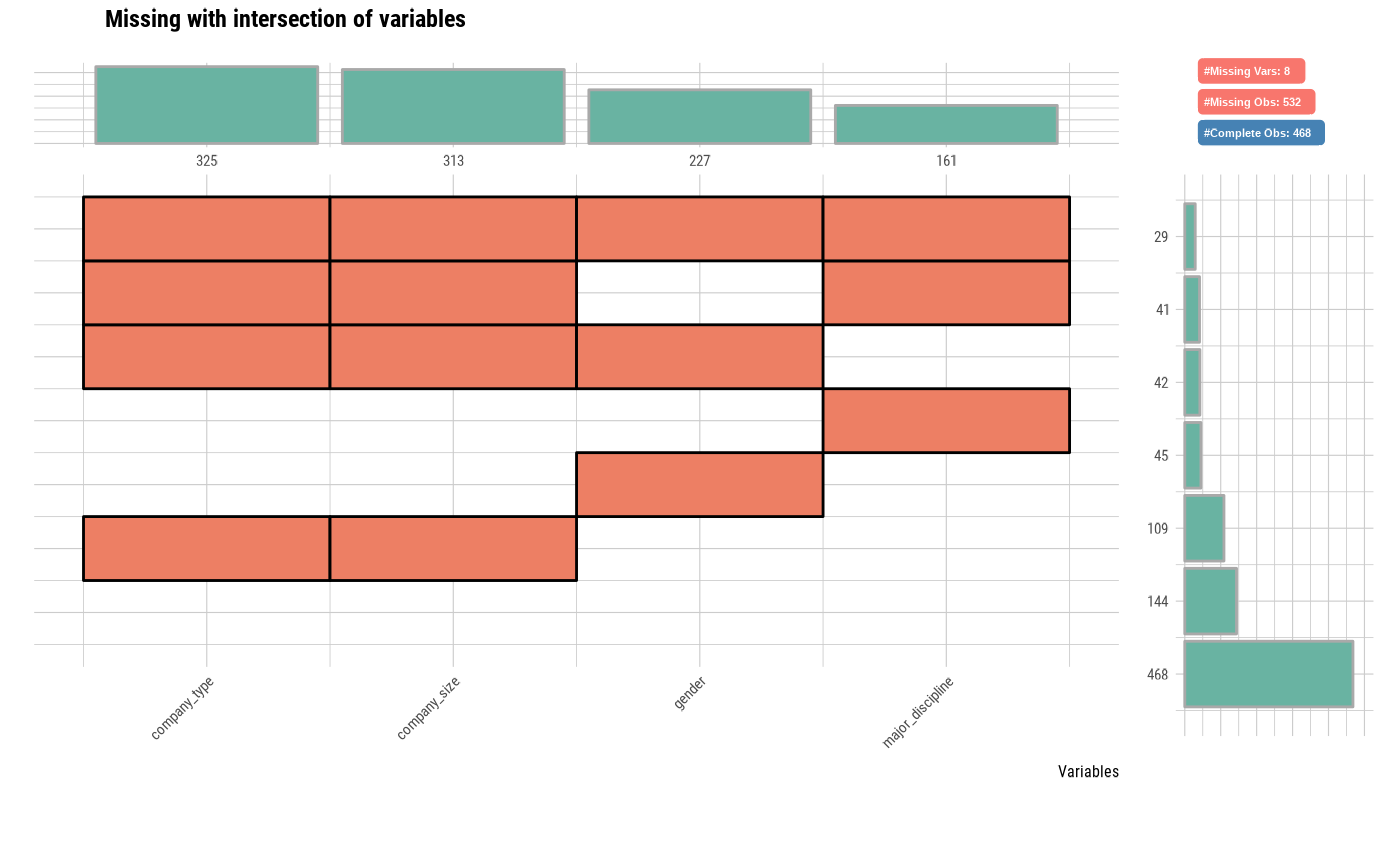 Missing with intersection of variables
#Missing Vars: 8
#Missing Obs: 532
#Complete Obs: 468
325 313 227 161
29
41
42
45
109
144
468
company_type company_size gender major_discipline
Variables